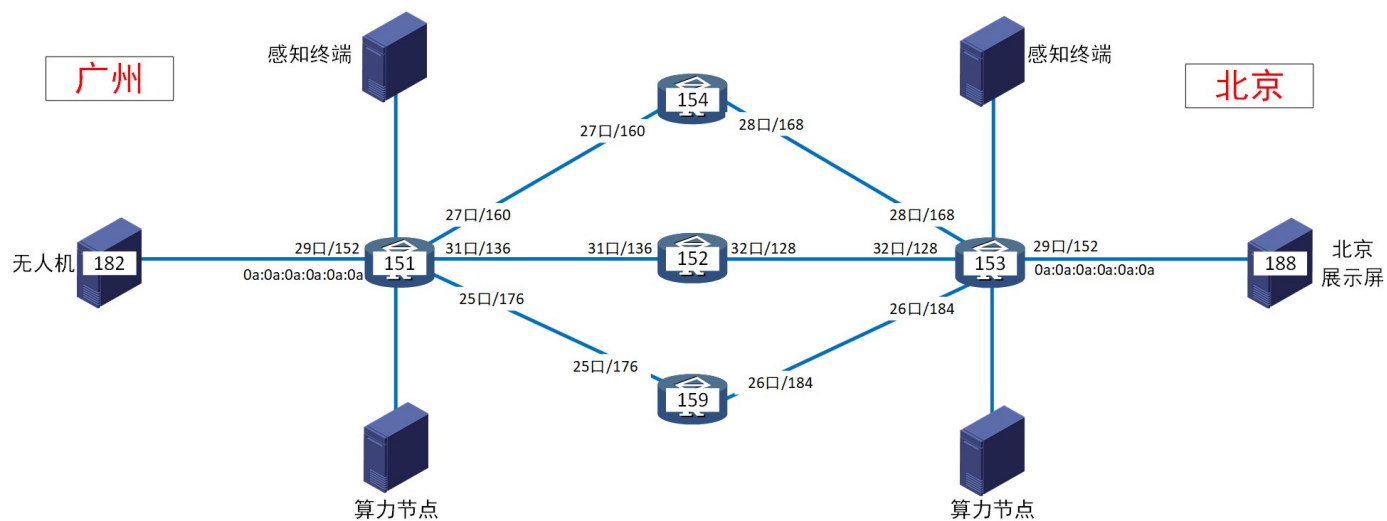 感知终端
感知终端
广州
北京
154
27口/160
28口/168
27口/160
28口/168
29口/152
31口/136
31口/136
32口/128
32口/128
29口/152
无人机
182
151
152
153
188
北京
展示屏
0a:0a:0a:0a:0a:0a
0a:0a:0a:0a:0a:0a
25口/176
26口/184
25口/176
26口/184
159
算力节点
算力节点